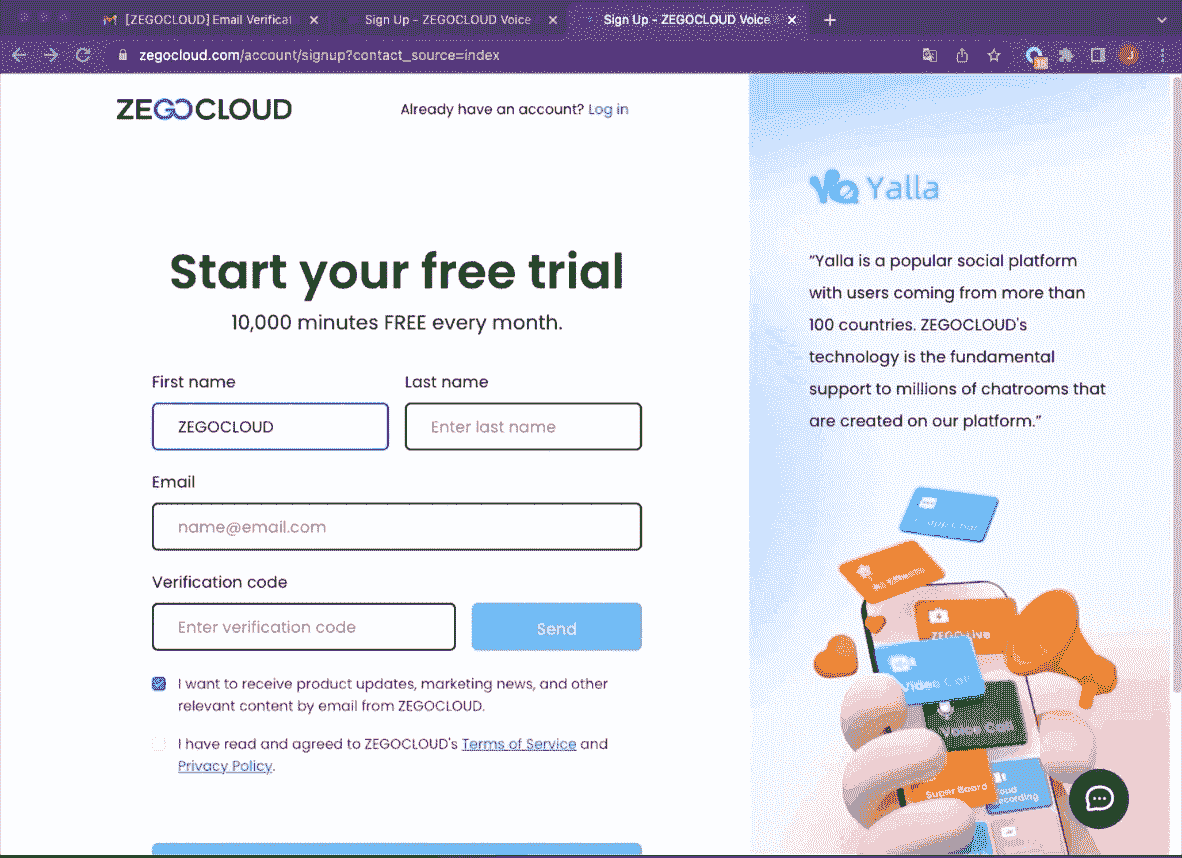 [ZEGOCLOUD] Email Verificat
Sign Up - ZEGOCLOUD Voice
Sign Up - ZEGOCLOUD Voice
zegocloud.com/account/signup?contact_source=index
ZEGOCLOUD
Already have an account? Log in
Start your free trial
10,000 minutes FREE every month.
First name
Last name
ZEGOCLOUD
Enter last name
Email
name@email.com
Verification code
Enter verification code
Send
I want to receive product updates, marketing news, and other
relevant content by email from ZEGOCLOUD.
I have read and agreed to ZEGOCLOUD's Terms of Service and
Privacy Policy.
Yalla
"Yalla is a popular social platform
with users coming from more than
100 countries. ZEGOCLOUD's
technology is the fundamental
support to millions of chatrooms that
are created on our platform."
ZEGO Live
Video Call
Voice Call
Super Board